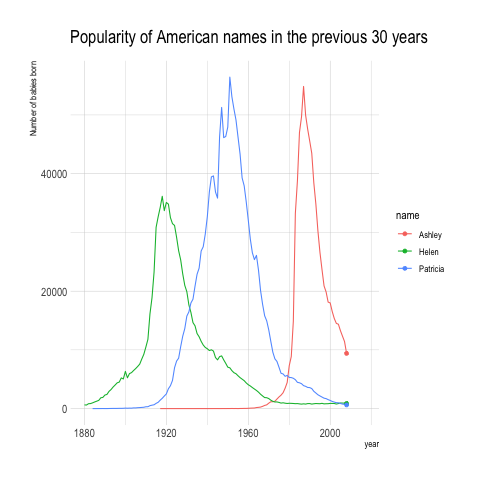 Popularity of American names in the previous 30 years
Number of babies born
40000
20000
0
1880
1920
1960
2000
year
name
Ashley
Helen
Patricia